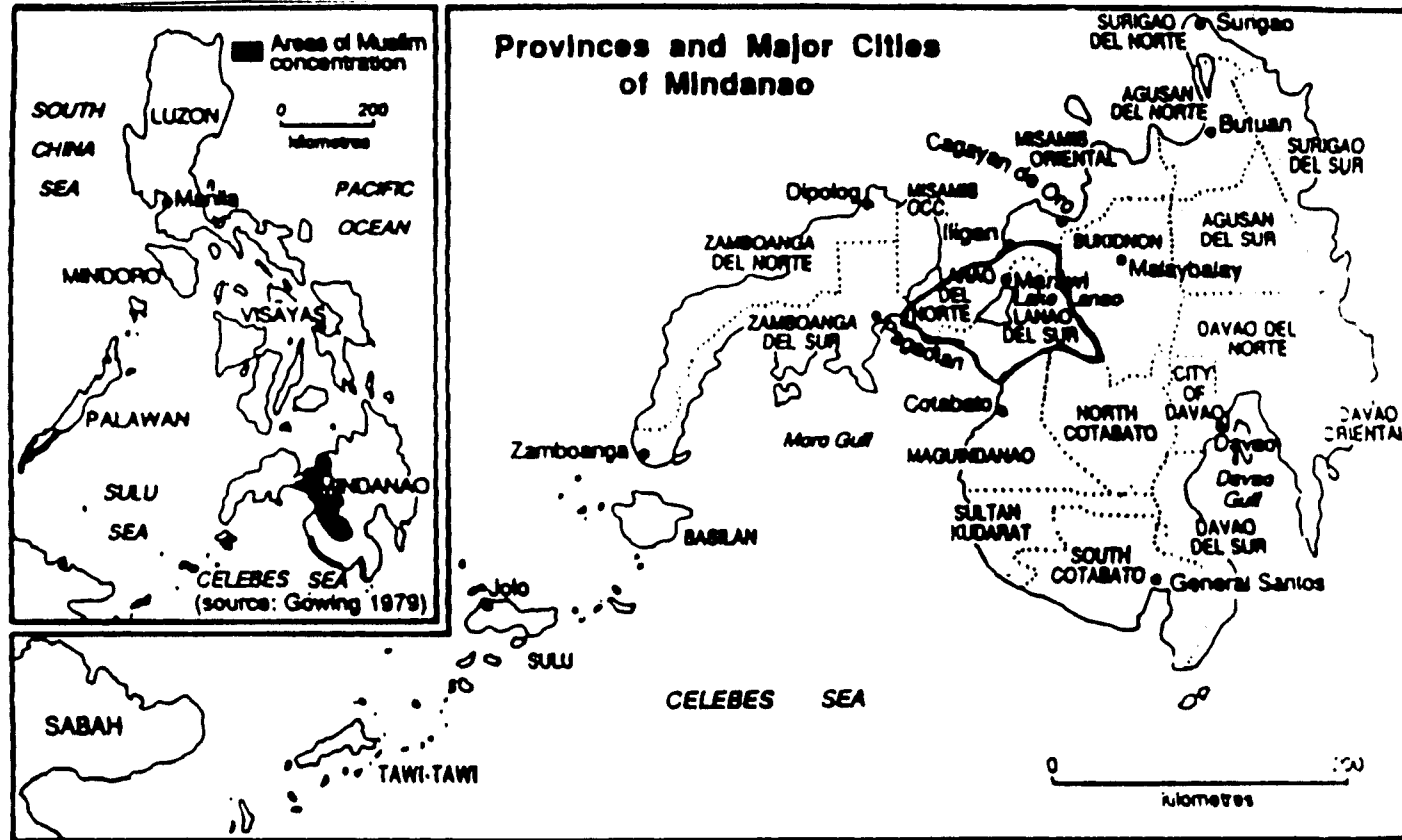 Areas of Muslim
concentration
SOUTH
CHINA
SEA
LUZON
0 200
kilometres
Manila
PACIFIC
OCEAN
MINDORO
VISAYAS
PALAWAN
SULU
SEA
MINDANAO
CELEBES SEA
(source: Gowing 1979)
Provinces and Major Cities
of Mindanao
SURIGAO
DEL NORTE
Surigao
AGUSAN
DEL NORTE
Butuan
SURIGAO
DEL SUR
MISAMIS
ORIENTAL
Cagayan de Oro
Dipolog
MISAMIS
OCC
Iligan
BUKIDNON
AGUSAN
DEL SUR
Malaybalay
ZAMBOANGA
DEL NORTE
LANAO
DEL
NORTE
Marawi
Lake Lanao
LANAO
DEL SUR
ZAMBOANGA
DEL SUR
Pagadian
DAVAO DEL
NORTE
CITY
OF
DAVAO
Cotabato
NORTH
COTABATO
Davao
DAVAO
ORIENTAL
Moro Gulf
Zamboanga
MAGUINDANAO
Davao
Gulf
SULTAN
KUDARAT
DAVAO
DEL SUR
BASILAN
SOUTH
COTABATO
General Santos
Jolo
SULU
CELEBES SEA
SABAH
TAWI-TAWI
0
kilometres